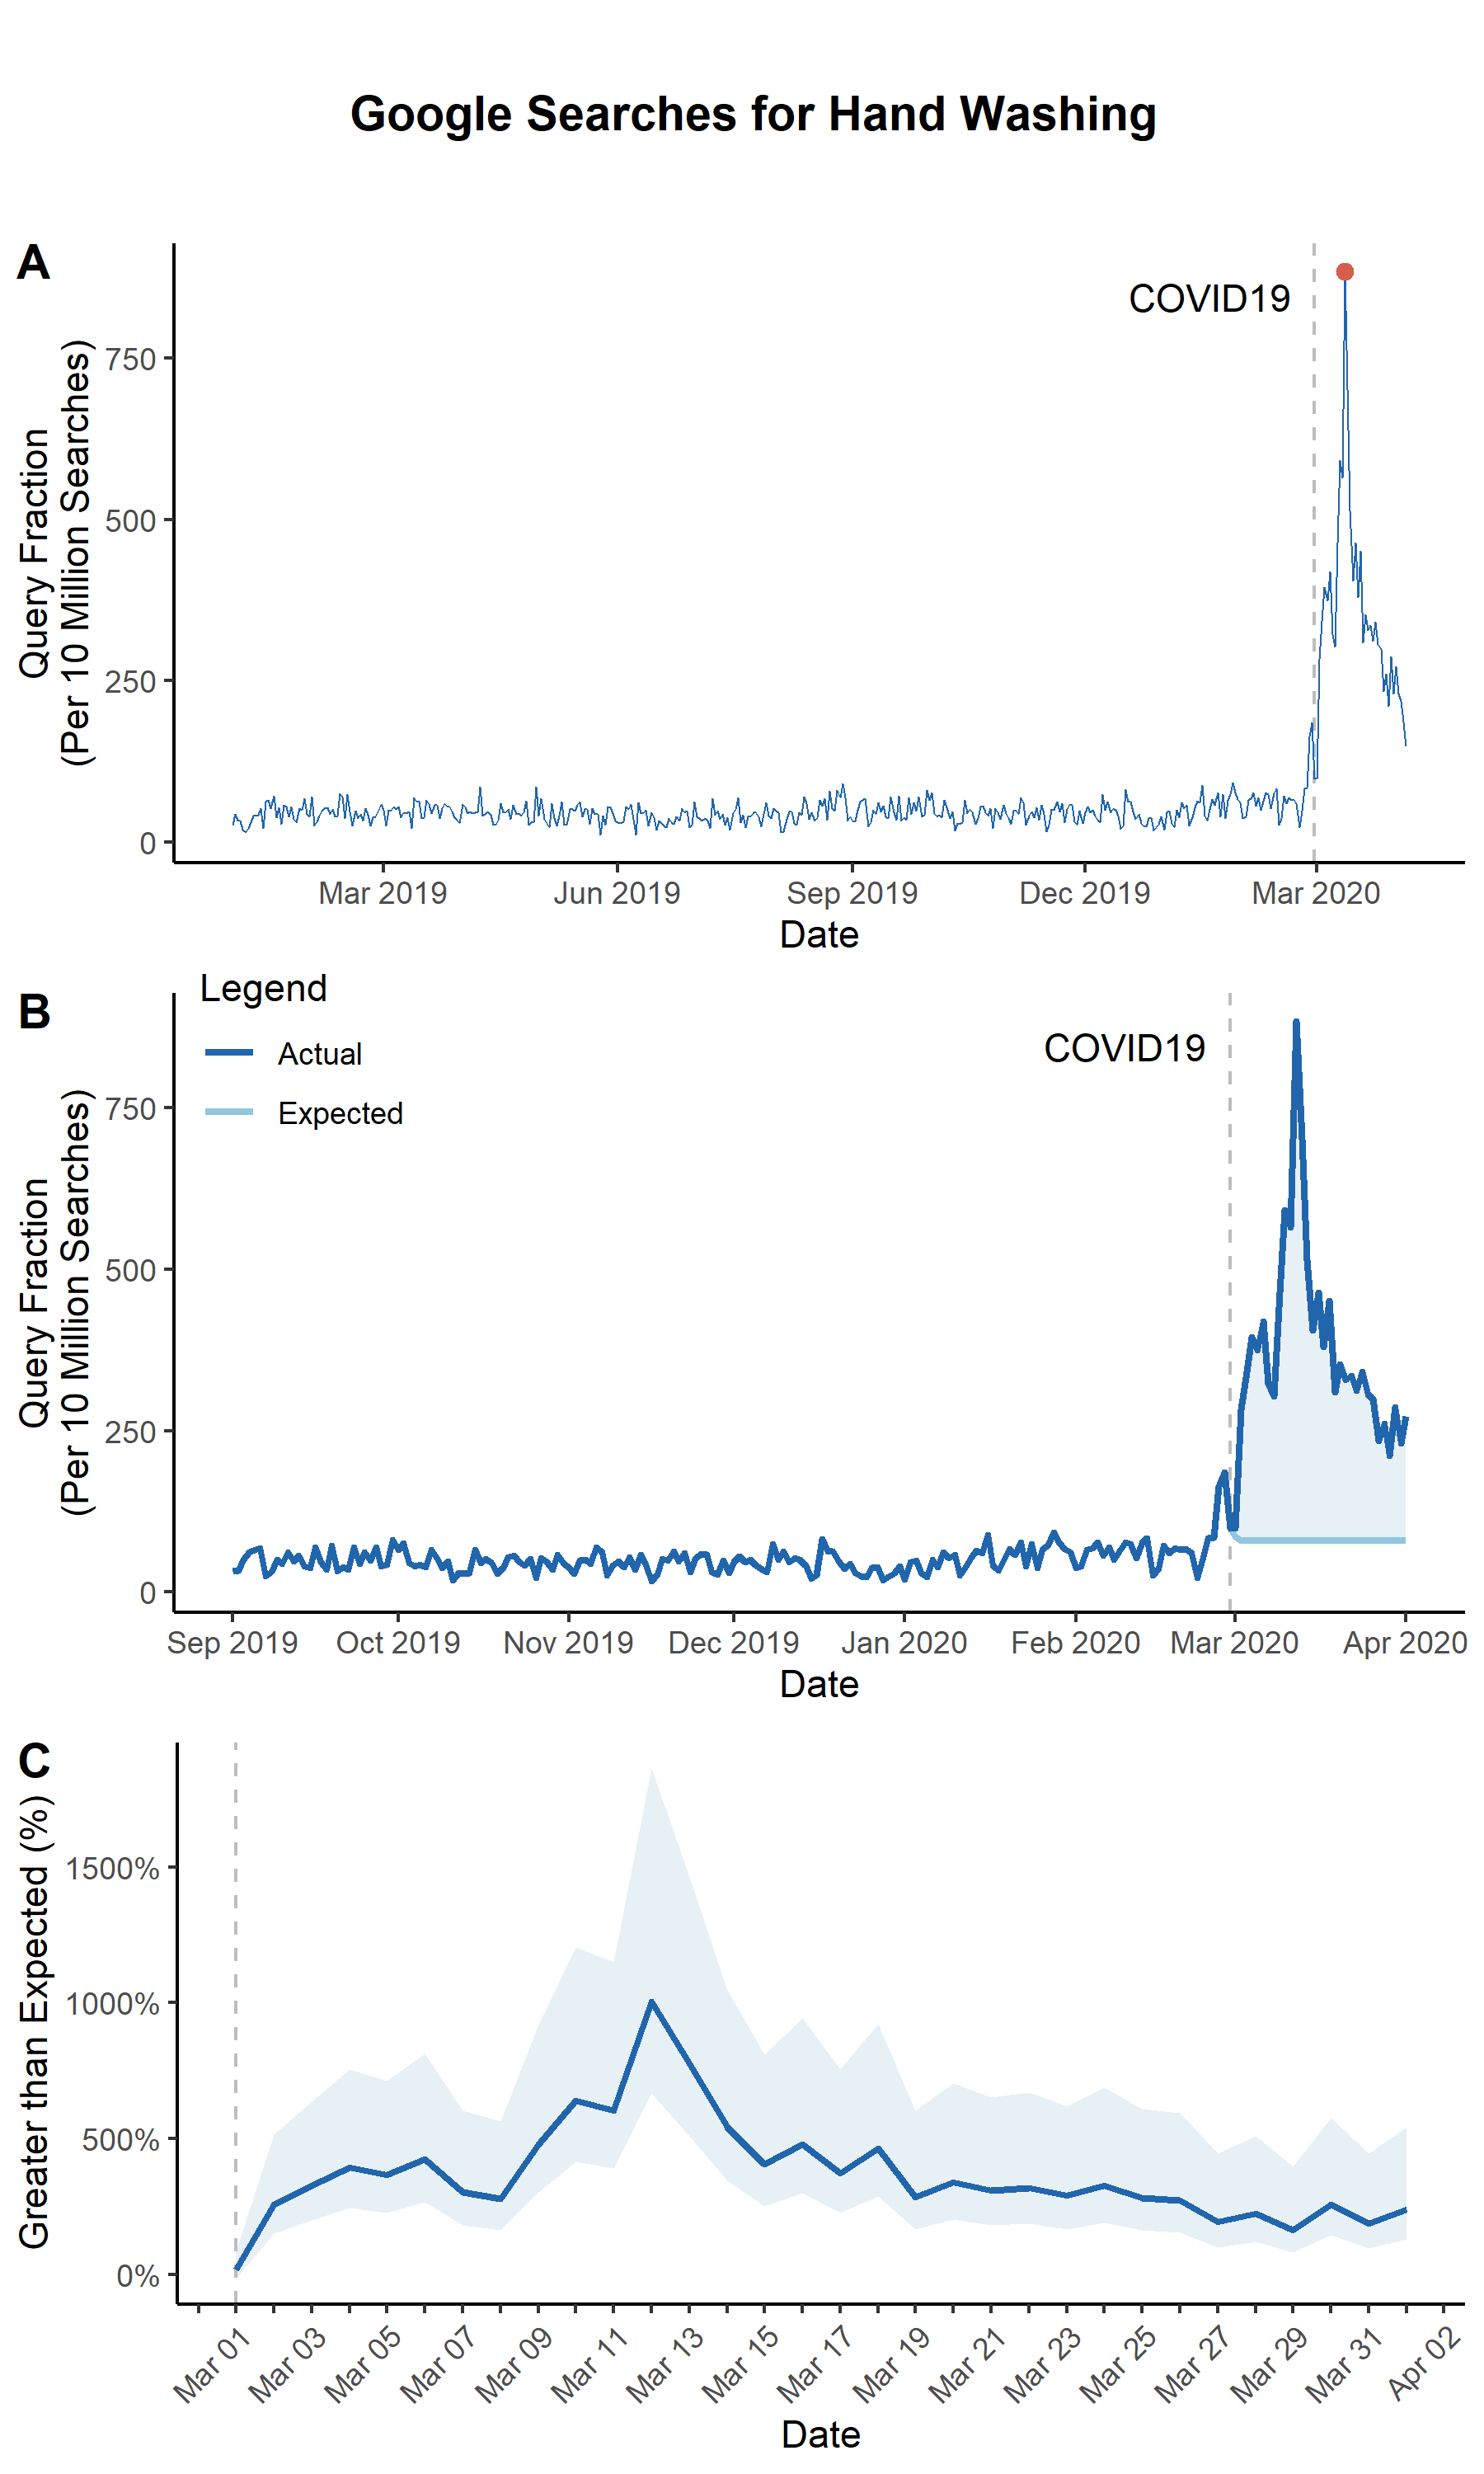 Google Searches for Hand Washing
A
COVID19
Query Fraction
(Per 10 Million Searches)
750
500
250
0
Mar 2019
Jun 2019
Sep 2019
Dec 2019
Mar 2020
Date
B
Legend
Actual
Expected
COVID19
Query Fraction
(Per 10 Million Searches)
750
500
250
0
Sep 2019
Oct 2019
Nov 2019
Dec 2019
Jan 2020
Feb 2020
Mar 2020
Apr 2020
Date
C
Greater than Expected (%)
1500%
1000%
500%
0%
Mar 01
Mar 03
Mar 05
Mar 07
Mar 09
Mar 11
Mar 13
Mar 15
Mar 17
Mar 19
Mar 21
Mar 23
Mar 25
Mar 27
Mar 29
Mar 31
Apr 02
Date